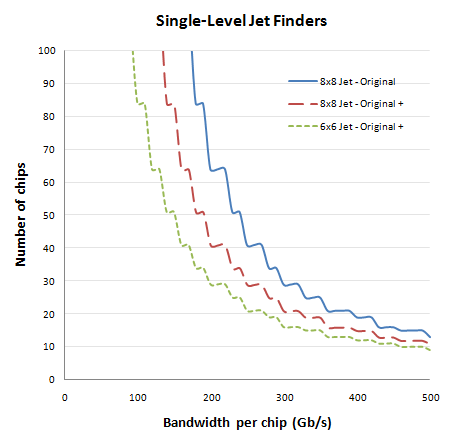 Single-Level Jet Finders
Number of chips
100
90
80
70
60
50
40
30
20
10
0
8x8 Jet - Original
8x8 Jet - Original +
6x6 Jet - Original +
0 100 200 300 400 500
Bandwidth per chip (Gb/s)